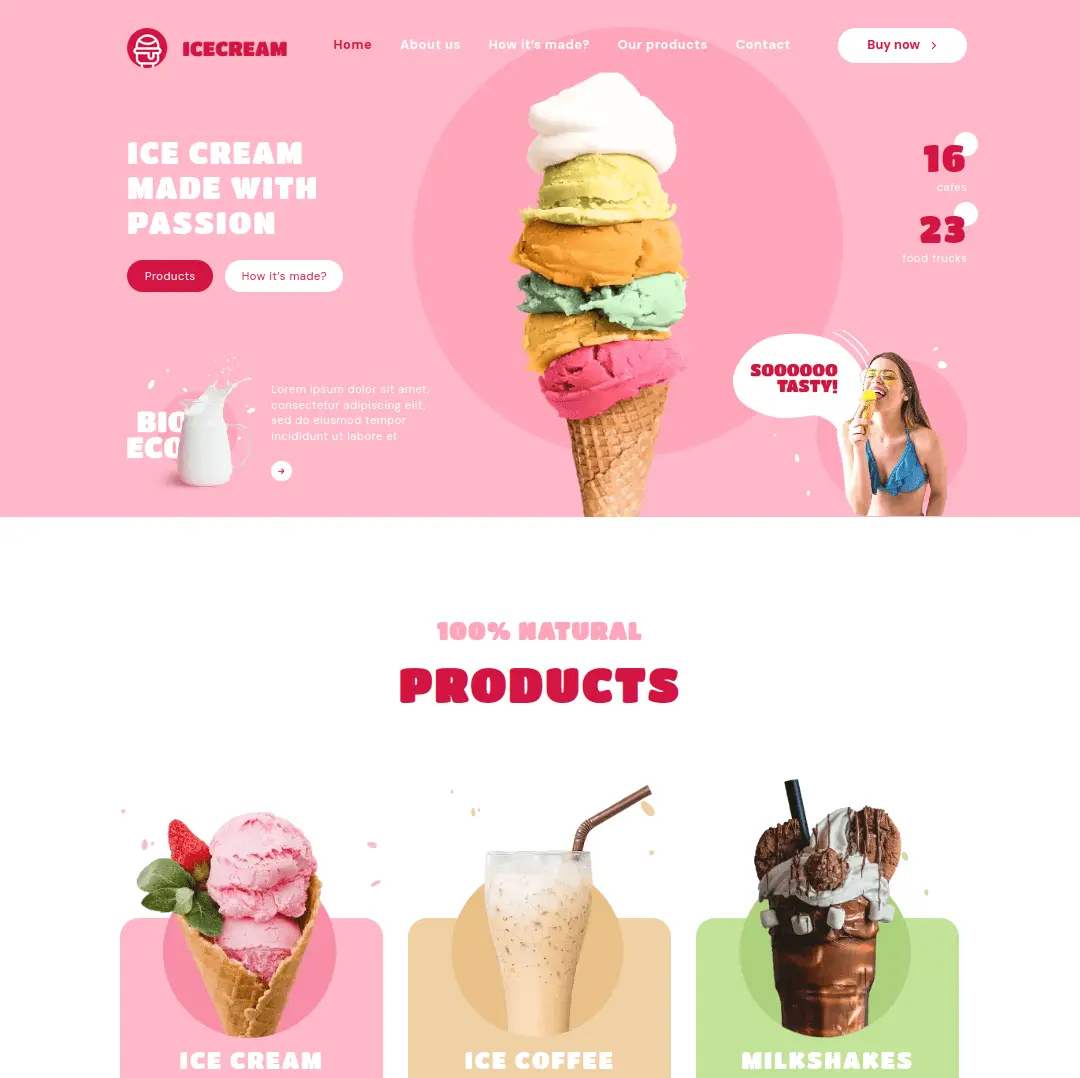 ICECREAM
Home
About us
How it's made?
Our products
Contact
Buy now
ICE CREAM
MADE WITH
PASSION
Products
How it's made?
16
cafes
23
food trucks
SOOOOOO
TASTY!
BIO
ECO
Lorem ipsum dolor sit amet,
consectetur adipiscing elit,
sed do eiusmod tempor
incididunt ut labore et
100% NATURAL
PRODUCTS
ICE CREAM
ICE COFFEE
MILKSHAKES